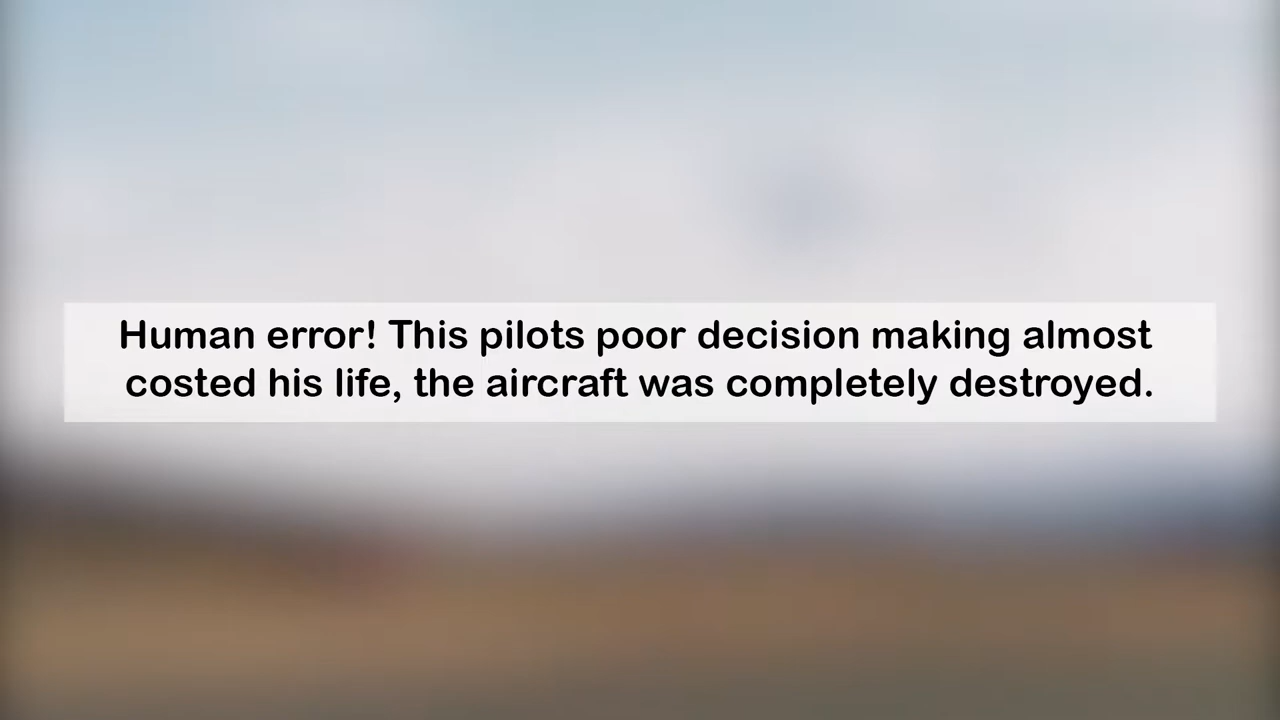 Human error! This pilots poor decision making almost
costed his life, the aircraft was completely destroyed.